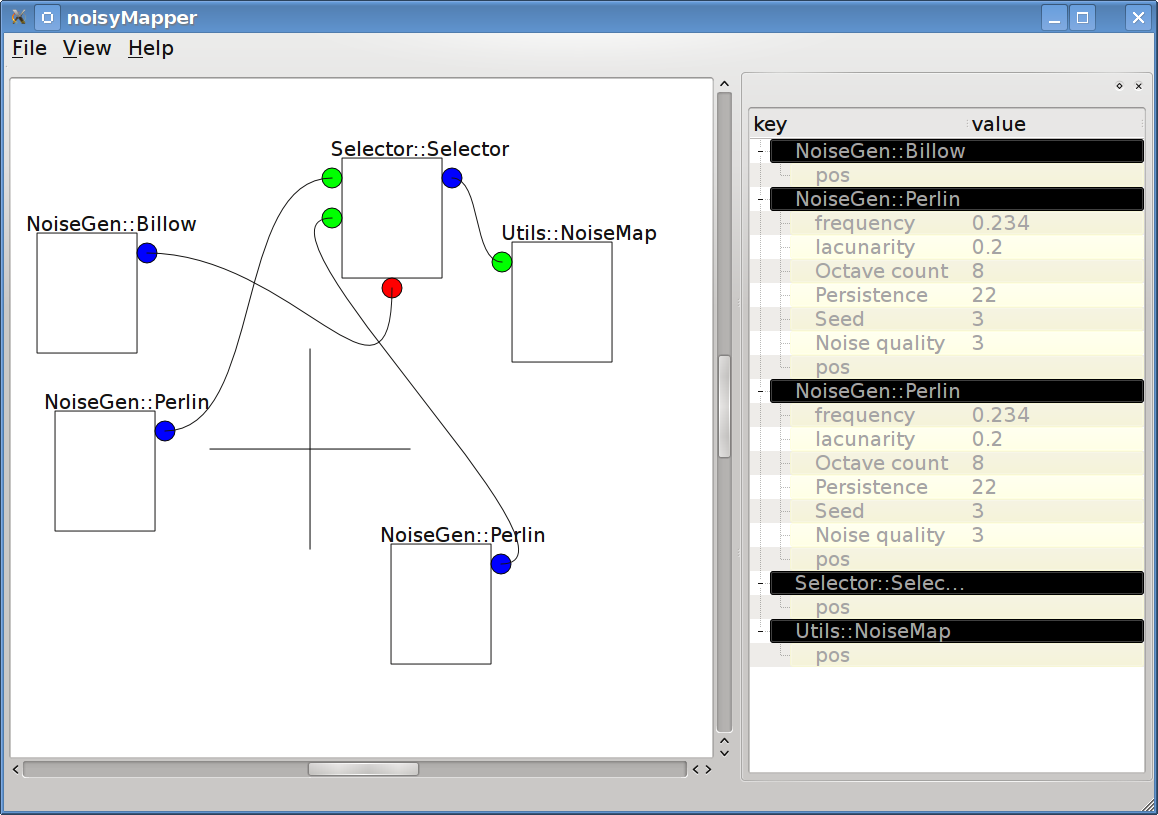 noisyMapper
File View Help
Selector::Selector
NoiseGen::Billow
Utils::NoiseMap
NoiseGen::Perlin
NoiseGen::Perlin
key value
NoiseGen::Billow
pos
NoiseGen::Perlin
frequency 0.234
lacunarity 0.2
Octave count 8
Persistence 22
Seed 3
Noise quality 3
pos
NoiseGen::Perlin
frequency 0.234
lacunarity 0.2
Octave count 8
Persistence 22
Seed 3
Noise quality 3
pos
Selector::Selec...
pos
Utils::NoiseMap
pos